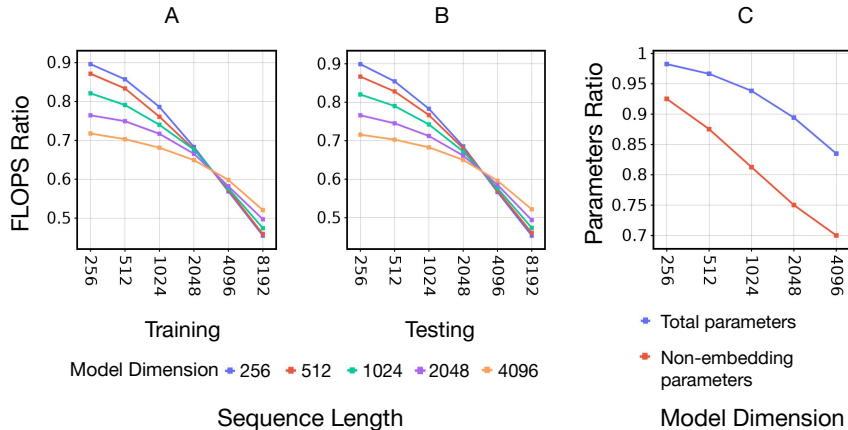 A
B
C
FLOPS Ratio
0.9
0.8
0.7
0.6
0.5
256
512
1024
2048
4096
8192
Training
0.9
0.8
0.7
0.6
0.5
256
512
1024
2048
4096
8192
Testing
Parameters Ratio
1
0.95
0.9
0.85
0.8
0.75
0.7
256
512
1024
2048
4096
Total parameters
Non-embedding
parameters
Model Dimension 256 512 1024 2048 4096
Sequence Length
Model Dimension